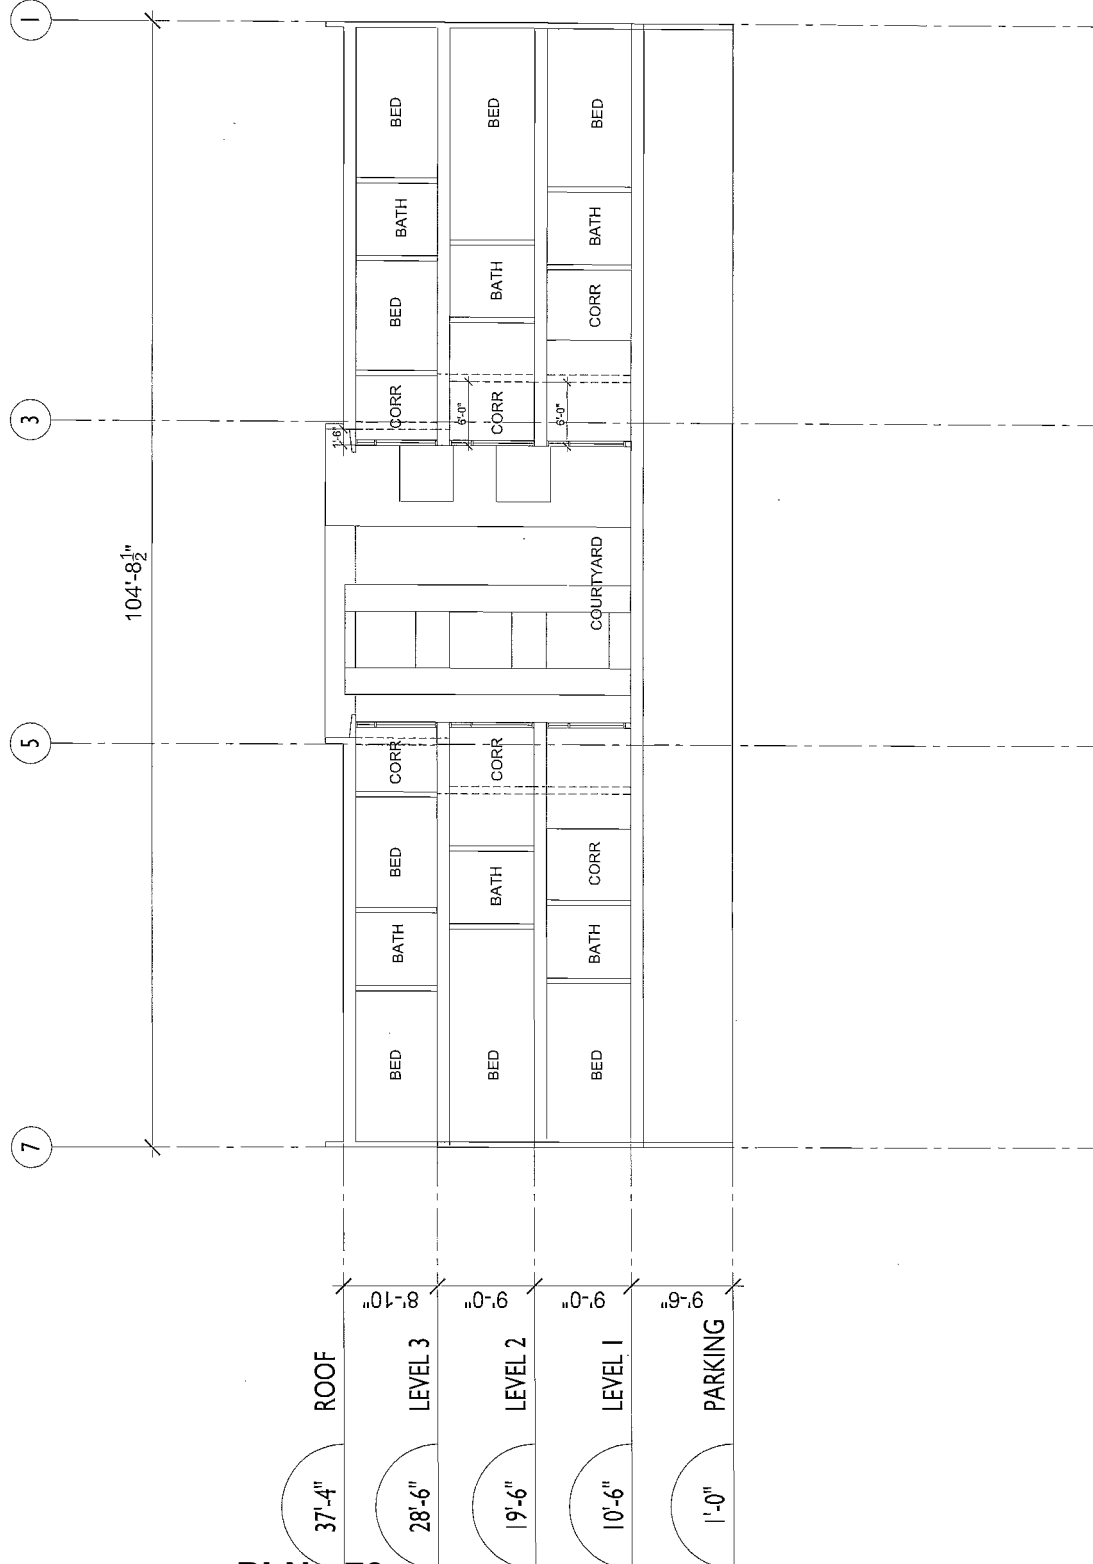 7 5 3 1
104'-8½"
37'-4" ROOF
1'-6"
8'-10"
BED BATH BED CORR CORR BED BATH BED
28'-6" LEVEL 3
6'-0"
9'-0"
BED BATH CORR CORR BATH BED
19'-6" LEVEL 2
6'-0"
9'-0"
BED BATH CORR COURTYARD CORR BATH BED
10'-6" LEVEL 1
9'-6"
1'-0" PARKING